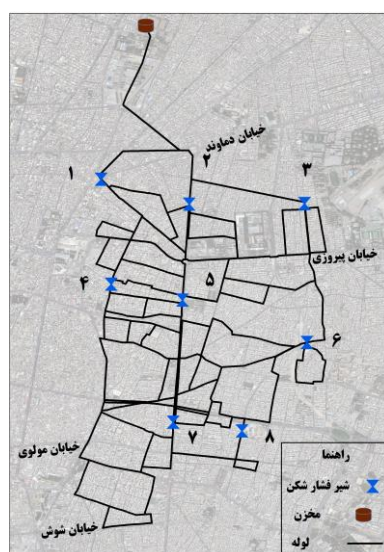 خیابان دماوند
۱
۲
۳
خیابان پیروزی
۴
۵
۶
۷
۸
خیابان مولوی
خیابان شوش
راهنما
شیر فشار شکن
مخزن
لوله